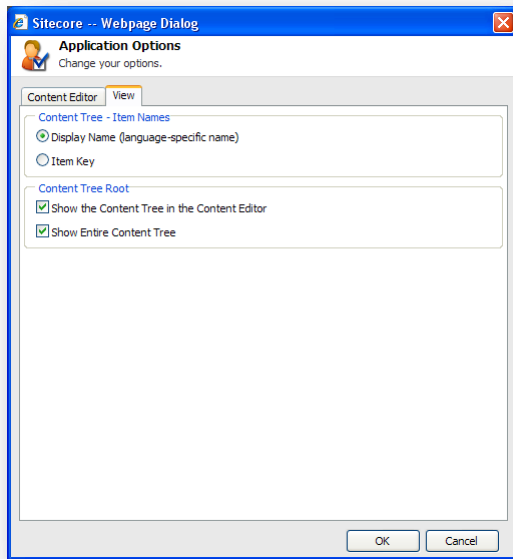 Sitecore -- Webpage Dialog
Application Options
Change your options.
Content Editor View
Content Tree - Item Names
Display Name (language-specific name)
Item Key
Content Tree Root
Show the Content Tree in the Content Editor
Show Entire Content Tree
OK Cancel